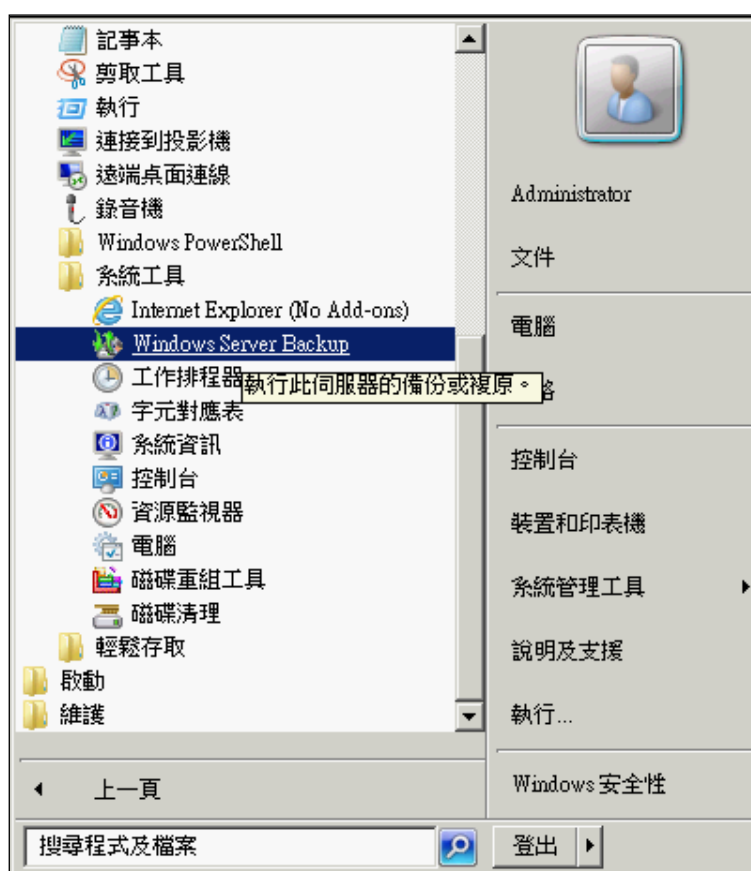 記事本
剪取工具
執行
連接到投影機
遠端桌面連線
錄音機
Windows PowerShell
系統工具
Internet Explorer (No Add-ons)
Windows Server Backup
工作排程器
執行此伺服器的備份或複原。
字元對應表
系統資訊
控制台
資源監視器
電腦
磁碟重組工具
磁碟清理
輕鬆存取
啟動
維護
上一頁
搜尋程式及檔案
Administrator
文件
電腦
控制台
裝置和印表機
系統管理工具
說明及支援
執行...
Windows 安全性
登出